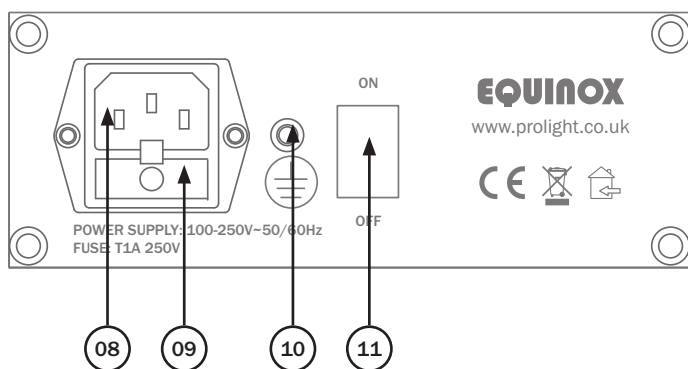 ON
EQUINOX
www.prolight.co.uk
CE
OFF
POWER SUPPLY: 100-250V~50/60Hz
FUSE: T1A 250V
08 09 10 11